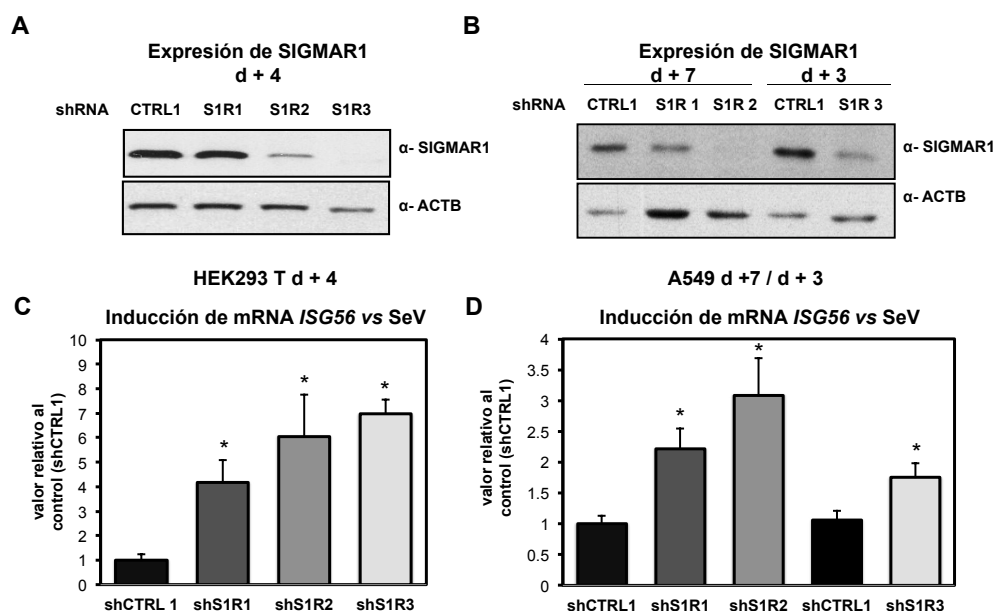 A
Expresión de SIGMAR1
d + 4
shRNA CTRL1 S1R1 S1R2 S1R3
α- SIGMAR1
α- ACTB
HEK293 T d + 4
B
Expresión de SIGMAR1
d + 7 d + 3
shRNA CTRL1 S1R 1 S1R 2 CTRL1 S1R 3
α- SIGMAR1
α- ACTB
A549 d +7 / d + 3
C
Inducción de mRNA ISG56 vs SeV
valor relativo al
control (shCTRL1)
10
9
8
7
6
5
4
3
2
1
0
* * *
shCTRL 1 shS1R1 shS1R2 shS1R3
D
Inducción de mRNA ISG56 vs SeV
valor relativo al
control (shCTRL1)
4
3.5
3
2.5
2
1.5
1
0.5
0
* * *
shCTRL1 shS1R1 shS1R2 shCTRL1 shS1R3